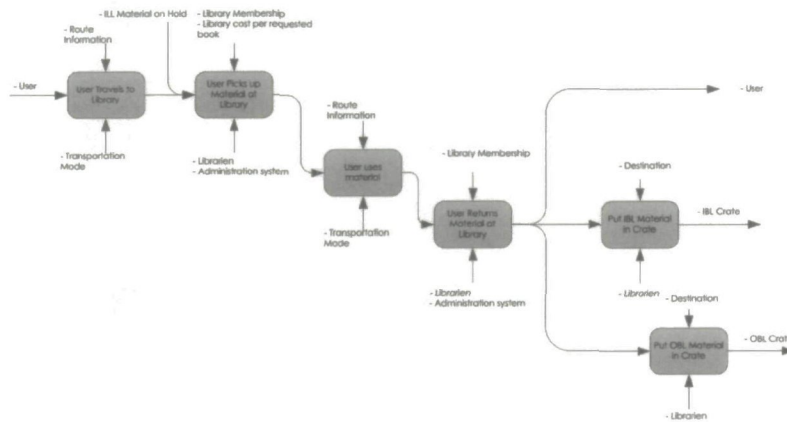 - ILL Material on Hold
- Library Membership
- Library cost per requested
book
- Route
Information
- User
User Travels to
Library
User Picks up
Material at
Library
- Transportation
Mode
- Librarien
- Administration system
- Route
Information
User uses
material
- Transportation
Mode
- Library Membership
User Returns
Material at
Library
- Librarien
- Administration system
- User
- Destination
Put IBL Material
in Crate
- IBL Crate
- Librarien
- Destination
Put OBL Material
in Crate
- OBL Crat
- Librarien